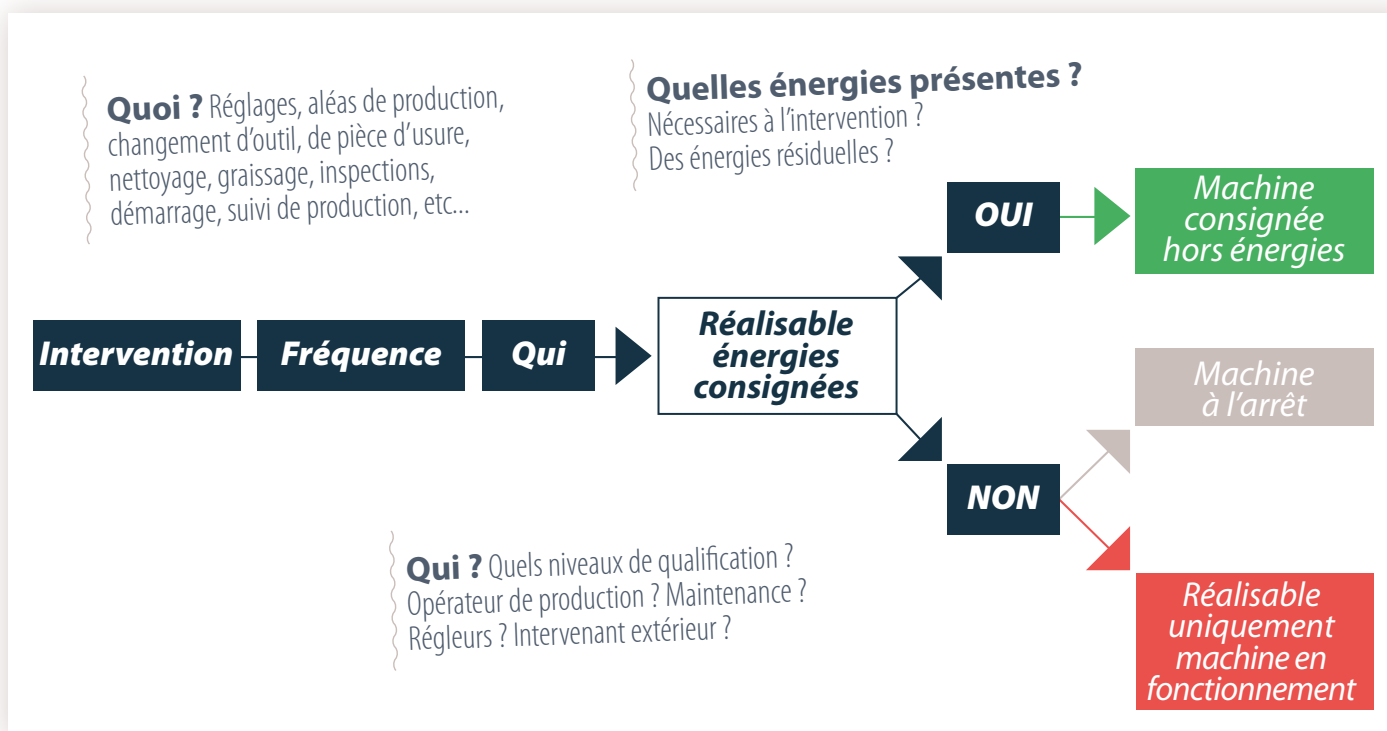 Quoi ? Réglages, aléas de production,
changement d'outil, de pièce d'usure,
nettoyage, graissage, inspections,
démarrage, suivi de production, etc...
Quelles énergies présentes ?
Nécessaires à l'intervention ?
Des énergies résiduelles ?
Intervention
Fréquence
Qui
Réalisable
énergies
consignées
OUI
Machine
consignée
hors énergies
NON
Machine
à l'arrêt
Réalisable
uniquement
machine en
fonctionnement
Qui ? Quels niveaux de qualification ?
Opérateur de production ? Maintenance ?
Régleurs ? Intervenant extérieur ?